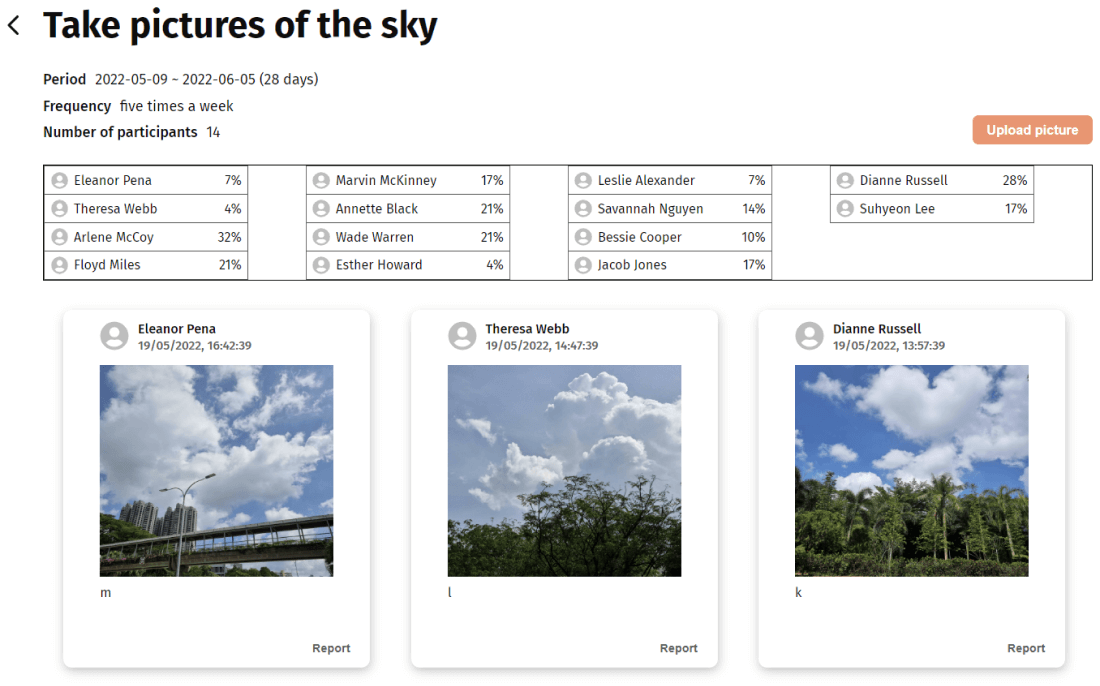 Take pictures of the sky
Period 2022-05-09 ~ 2022-06-05 (28 days)
Frequency five times a week
Number of participants 14
Upload picture
Eleanor Pena 7%
Marvin McKinney 17%
Leslie Alexander 7%
Dianne Russell 28%
Theresa Webb 4%
Annette Black 21%
Savannah Nguyen 14%
Suhyeon Lee 17%
Arlene McCoy 32%
Wade Warren 21%
Bessie Cooper 10%
Floyd Miles 21%
Esther Howard 4%
Jacob Jones 17%
Eleanor Pena
19/05/2022, 16:42:39
m
Report
Theresa Webb
19/05/2022, 14:47:39
l
Report
Dianne Russell
19/05/2022, 13:57:39
k
Report